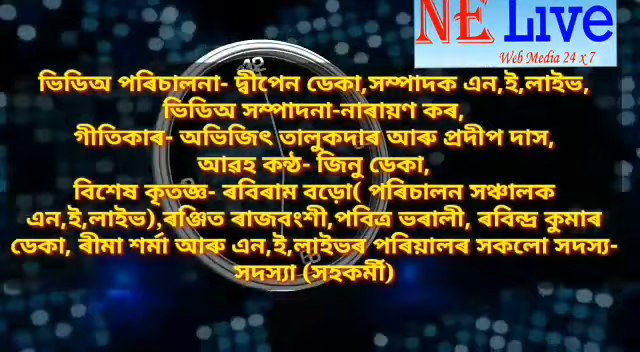 NE Live
Web Media 24 x 7
ভিডিঅ পৰিচালনা- দ্বীপেন ডেকা,সম্পাদক এন,ই,লাইভ,
ভিডিঅ সম্পাদনা-নাৰায়ণ কৰ,
গীতিকাৰ- অভিজিৎ তালুকদাৰ আৰু প্ৰদীপ দাস,
আৱহ কন্ঠ- জিনু ডেকা,
বিশেষ কৃতজ্ঞ- ৰবিৰাম বড়ো( পৰিচালন সঞ্চালক
এন,ই,লাইভ),ৰঞ্জিত ৰাজবংশী,পবিত্ৰ ভৰালী, ৰবিন্দ্ৰ কুমাৰ
ডেকা, ৰীমা শৰ্মা আৰু এন,ই,লাইভৰ পৰিয়ালৰ সকলো সদস্য-
সদস্যা (সহকৰ্মী)